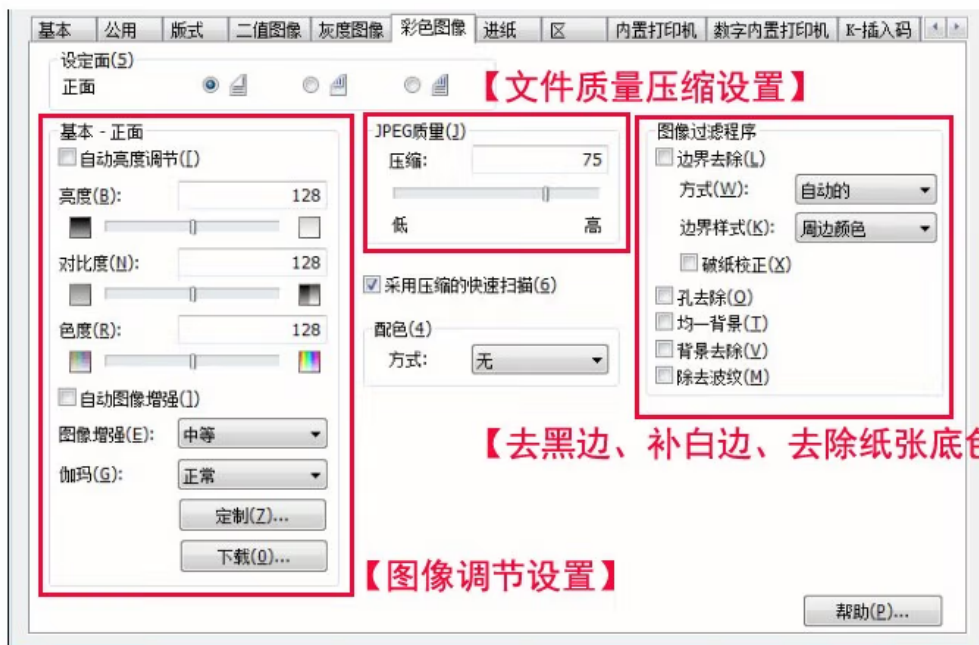 基本 公用 版式 二值图像 灰度图像 彩色图像 进纸 区 内置打印机 数字内置打印机 K-插入码
设定面(5)
正面
【文件质量压缩设置】
基本 - 正面
自动亮度调节([)
亮度(B): 128
对比度(N): 128
色度(R): 128
自动图像增强(])
图像增强(E): 中等
伽玛(G): 正常
定制(Z)...
下载(0)...
JPEG质量(J)
压缩: 75
低 高
采用压缩的快速扫描(6)
配色(4)
方式: 无
图像过滤程序
边界去除(L)
方式(W): 自动的
边界样式(K): 周边颜色
破纸校正(X)
孔去除(O)
均一背景(T)
背景去除(V)
除去波纹(M)
【去黑边、补白边、去除纸张底色
【图像调节设置】
帮助(P)...